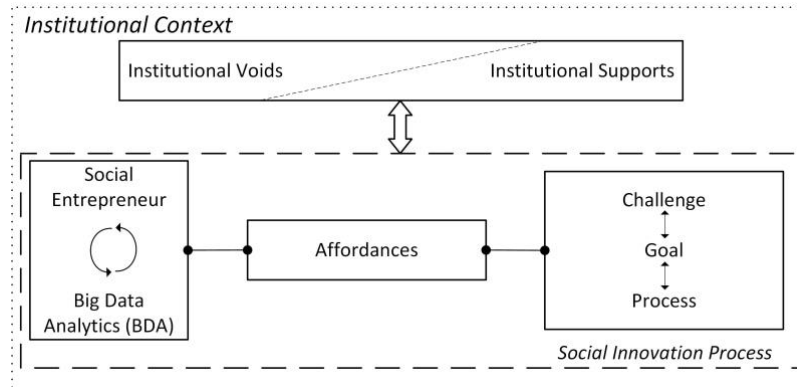 Institutional Context
Institutional Voids
Institutional Supports
Social
Entrepreneur
Big Data
Analytics (BDA)
Affordances
Challenge
Goal
Process
Social Innovation Process